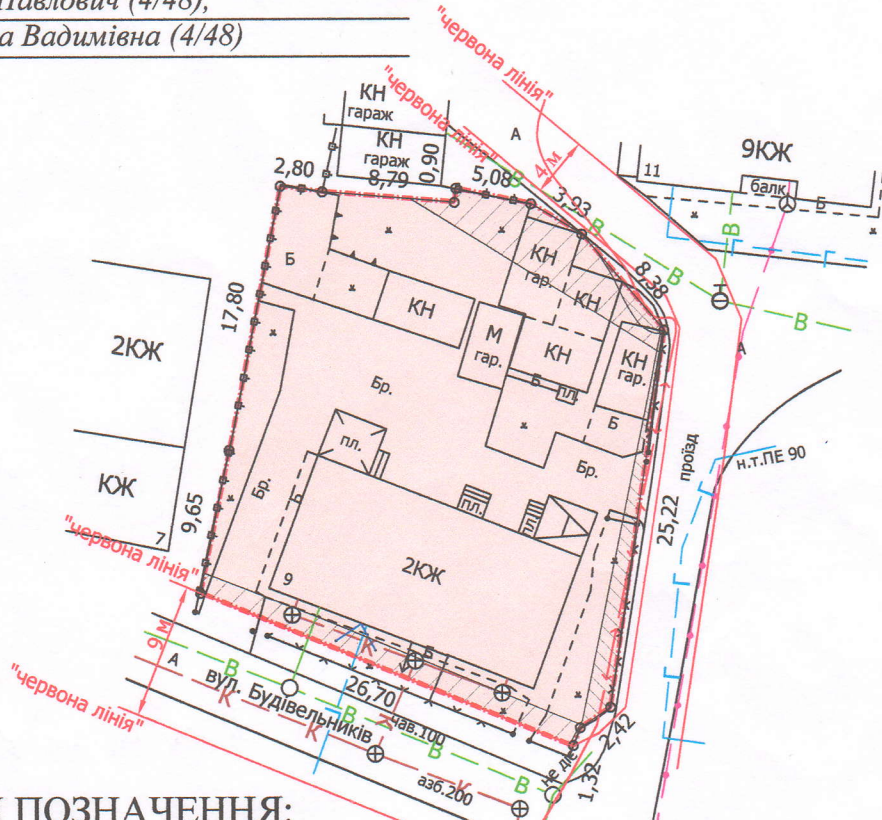 Павлович (4/48),
а Вадимівна (4/48)
"червона лінія"
"червона лінія"
КН
гараж
КН
гараж
0,90
8,79
2,80
5,08
3,93
4 м
А
В
В
В
В
В
11
9КЖ
балк
Б
Г
8,38
А
17,80
Б
КН
гар.
КН
КН
М
гар.
КН
КН
гар.
Б
пл.
Б
2КЖ
КЖ
7
Бр.
пл.
Бр.
Бр.
Б
пл.
пл.
9,65
25,22
проїзд
н.т.ПЕ 90
Г
Г
2КЖ
9
"червона лінія"
9 м
А
В
К
Б
К
26,70
вул. Будівельників
чав.100
К
К
К
В
В
В
К
азб.200
не діє
2,42
1,32
"червона лінія"
ПОЗНАЧЕННЯ: